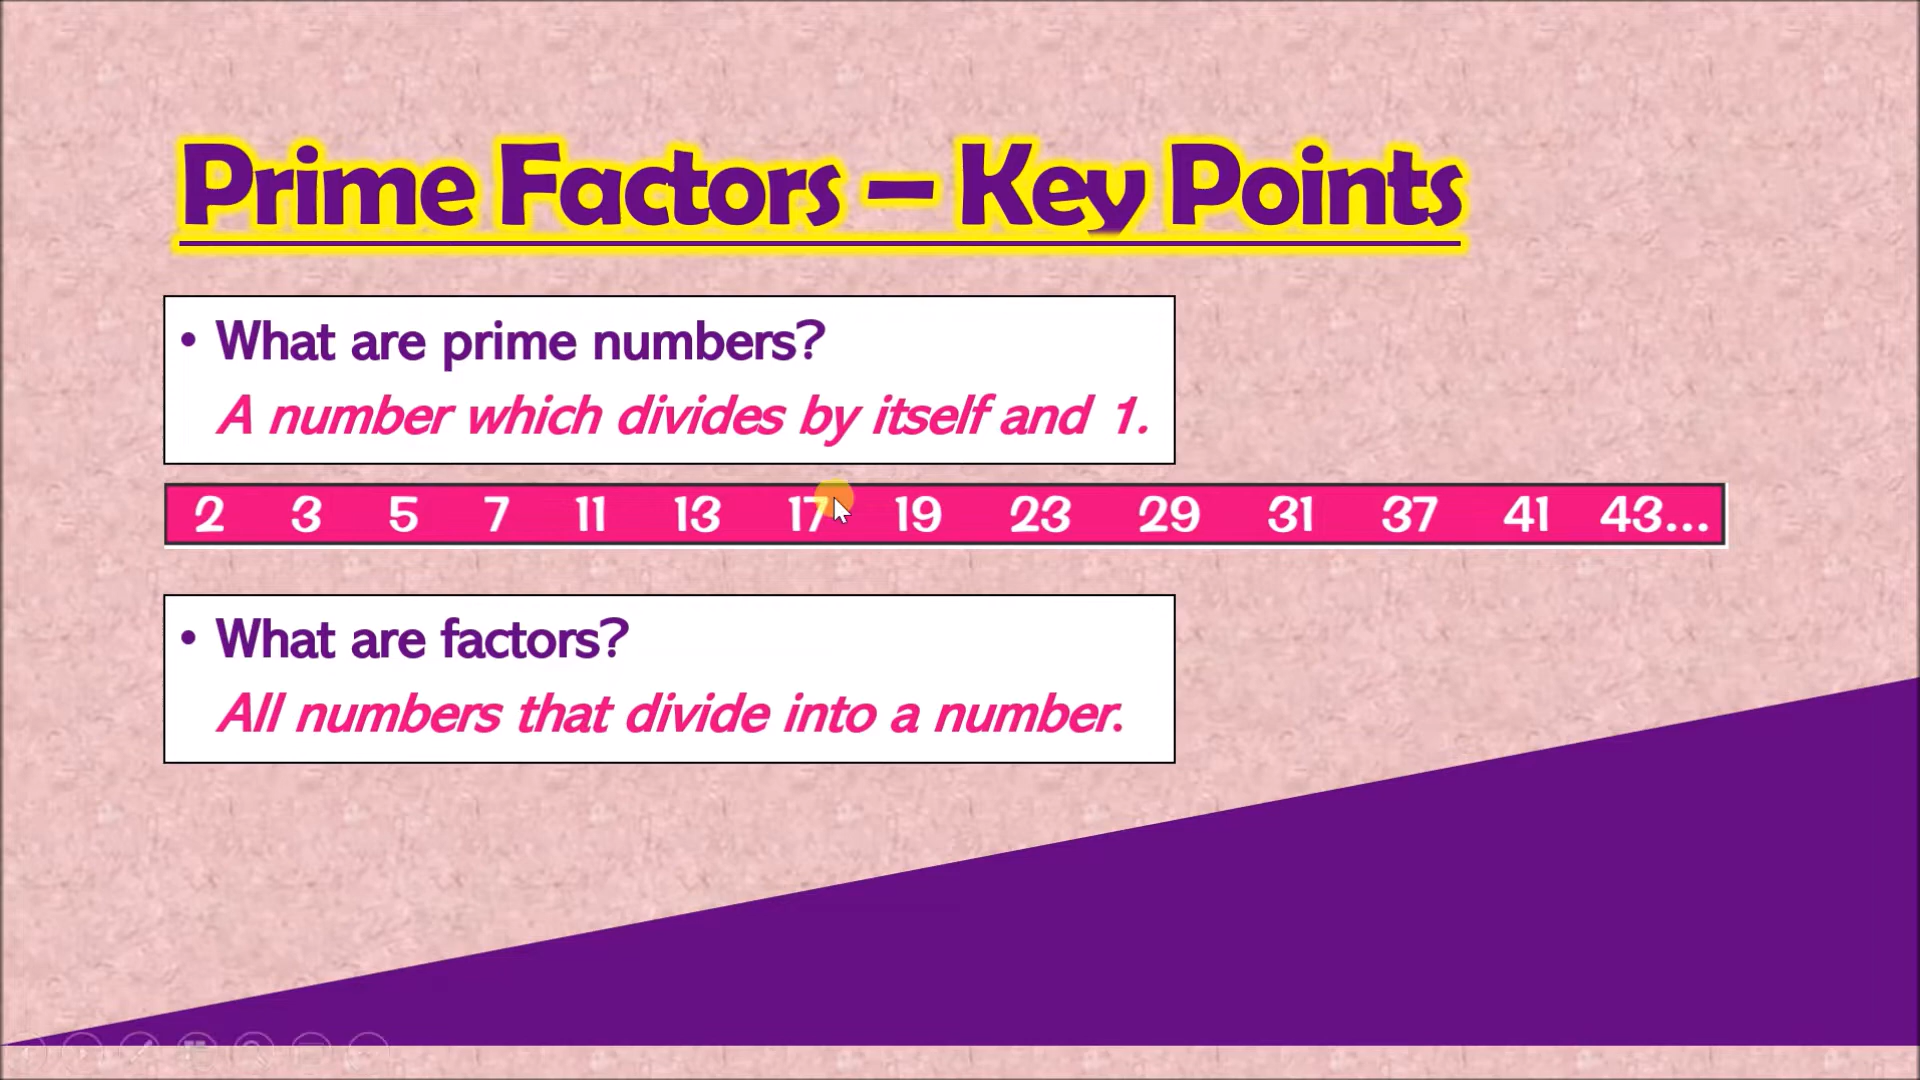 Prime Factors – Key Points
• What are prime numbers?
A number which divides by itself and 1.
2 3 5 7 11 13 17 19 23 29 31 37 41 43...
• What are factors?
All numbers that divide into a number.